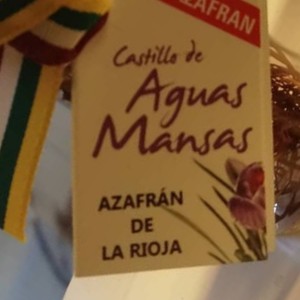 AZAFRAN
Castillo de
Aguas
Mansas
AZAFRÁN
DE
LA RIOJA